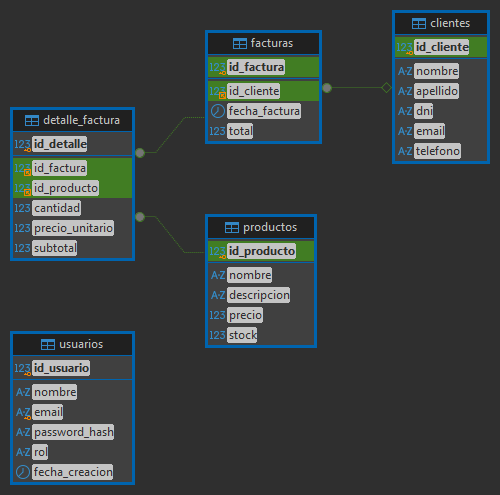 clientes
id_cliente
nombre
apellido
dni
email
telefono
facturas
id_factura
id_cliente
fecha_factura
total
detalle_factura
id_detalle
id_factura
id_producto
cantidad
precio_unitario
subtotal
productos
id_producto
nombre
descripcion
precio
stock
usuarios
id_usuario
nombre
email
password_hash
rol
fecha_creacion